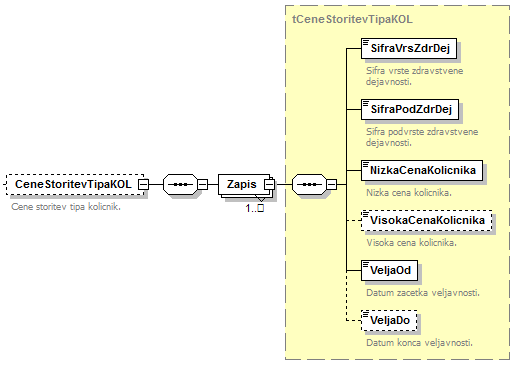 tCeneStoritevTipaKOL
SifraVrsZdrDej
Sifra vrste zdravstvene
dejavnosti.
SifraPodZdrDej
Sifra podvrste zdravstvene
dejavnosti.
CeneStoritevTipaKOL
Cene storitev tipa kolicnik.
Zapis
1..
NizkaCenaKolicnika
Nizka cena kolicnika.
VisokaCenaKolicnika
Visoka cena kolicnika.
VeljaOd
Datum zacetka veljavnosti.
VeljaDo
Datum konca veljavnosti.